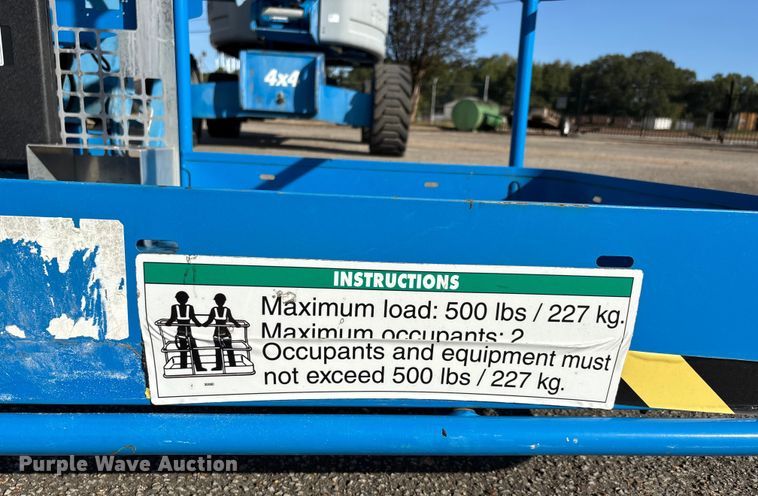 4x4
INSTRUCTIONS
Maximum load: 500 lbs / 227 kg.
Maximum occupants: 2
Occupants and equipment must
not exceed 500 lbs / 227 kg.
Purple Wave Auction